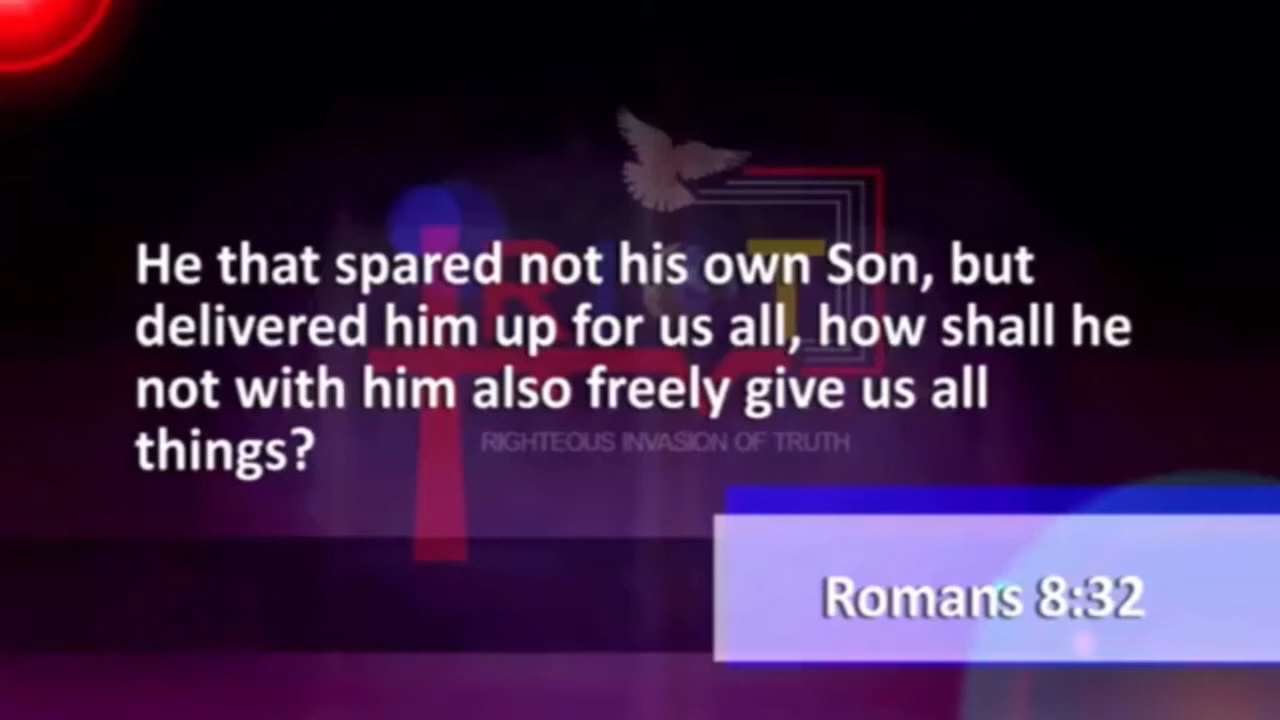 He that spared not his own Son, but
delivered him up for us all, how shall he
not with him also freely give us all
things?
RIGHTEOUS INVASION OF TRUTH
Romans 8:32